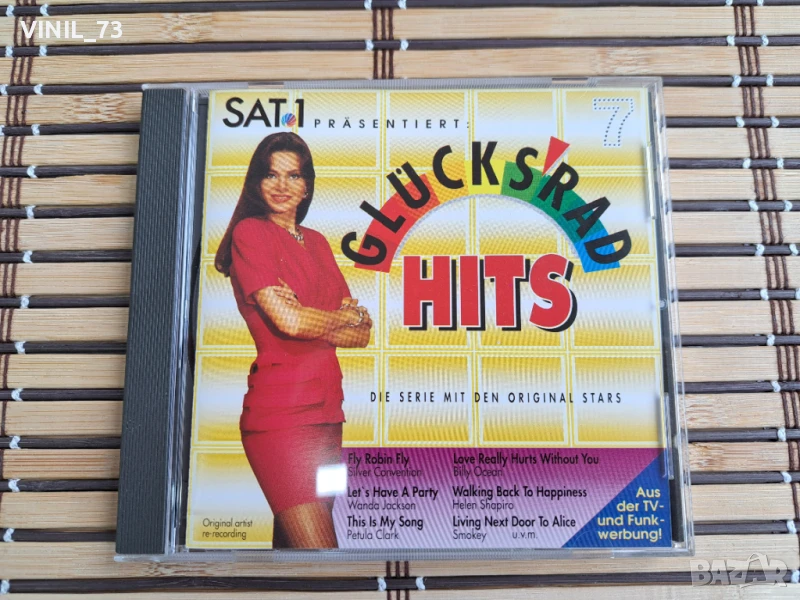 VINIL_73
SAT.1 PRÄSENTIERT:
7
GLÜCKS'RAD
HITS
DIE SERIE MIT DEN ORIGINAL STARS
Fly Robin Fly
Silver Convention
Let's Have A Party
Wanda Jackson
This Is My Song
Petula Clark
Love Really Hurts Without You
Billy Ocean
Walking Back To Happiness
Helen Shapiro
Living Next Door To Alice
Smokey u.v.m.
Original artist
re-recording
Aus
der TV-
und Funk-
werbung!
BAZAR